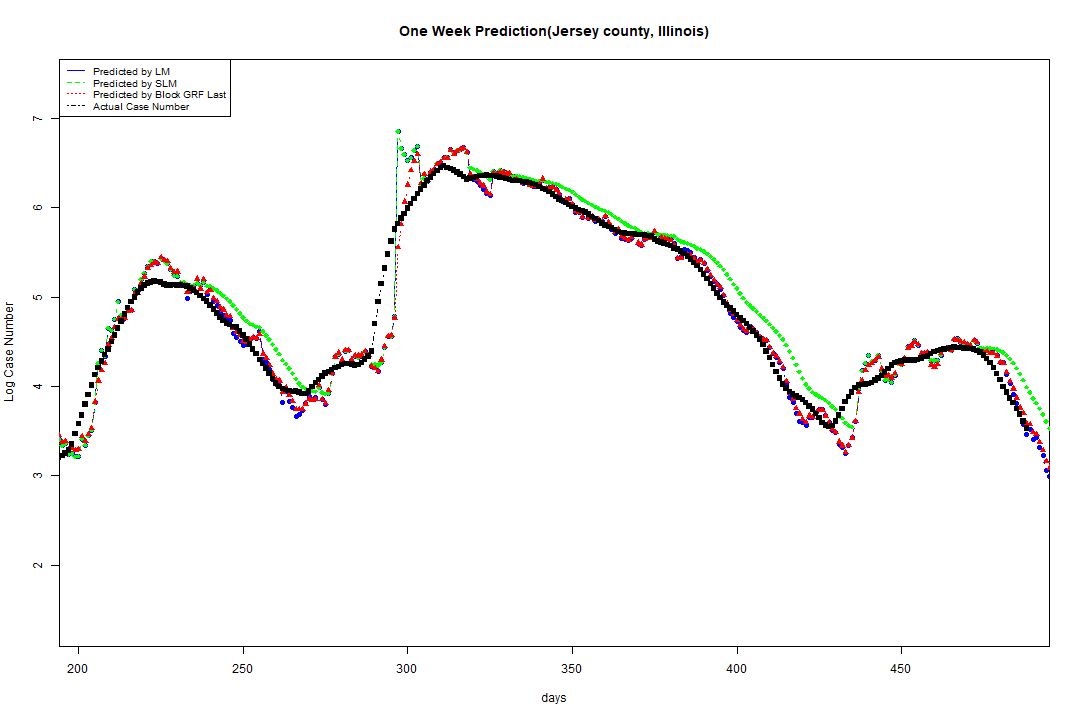 One Week Prediction(Jersey county, Illinois)
Predicted by LM
Predicted by SLM
Predicted by Block GRF Last
Actual Case Number
7
6
5
4
3
2
Log Case Number
200 250 300 350 400 450
days